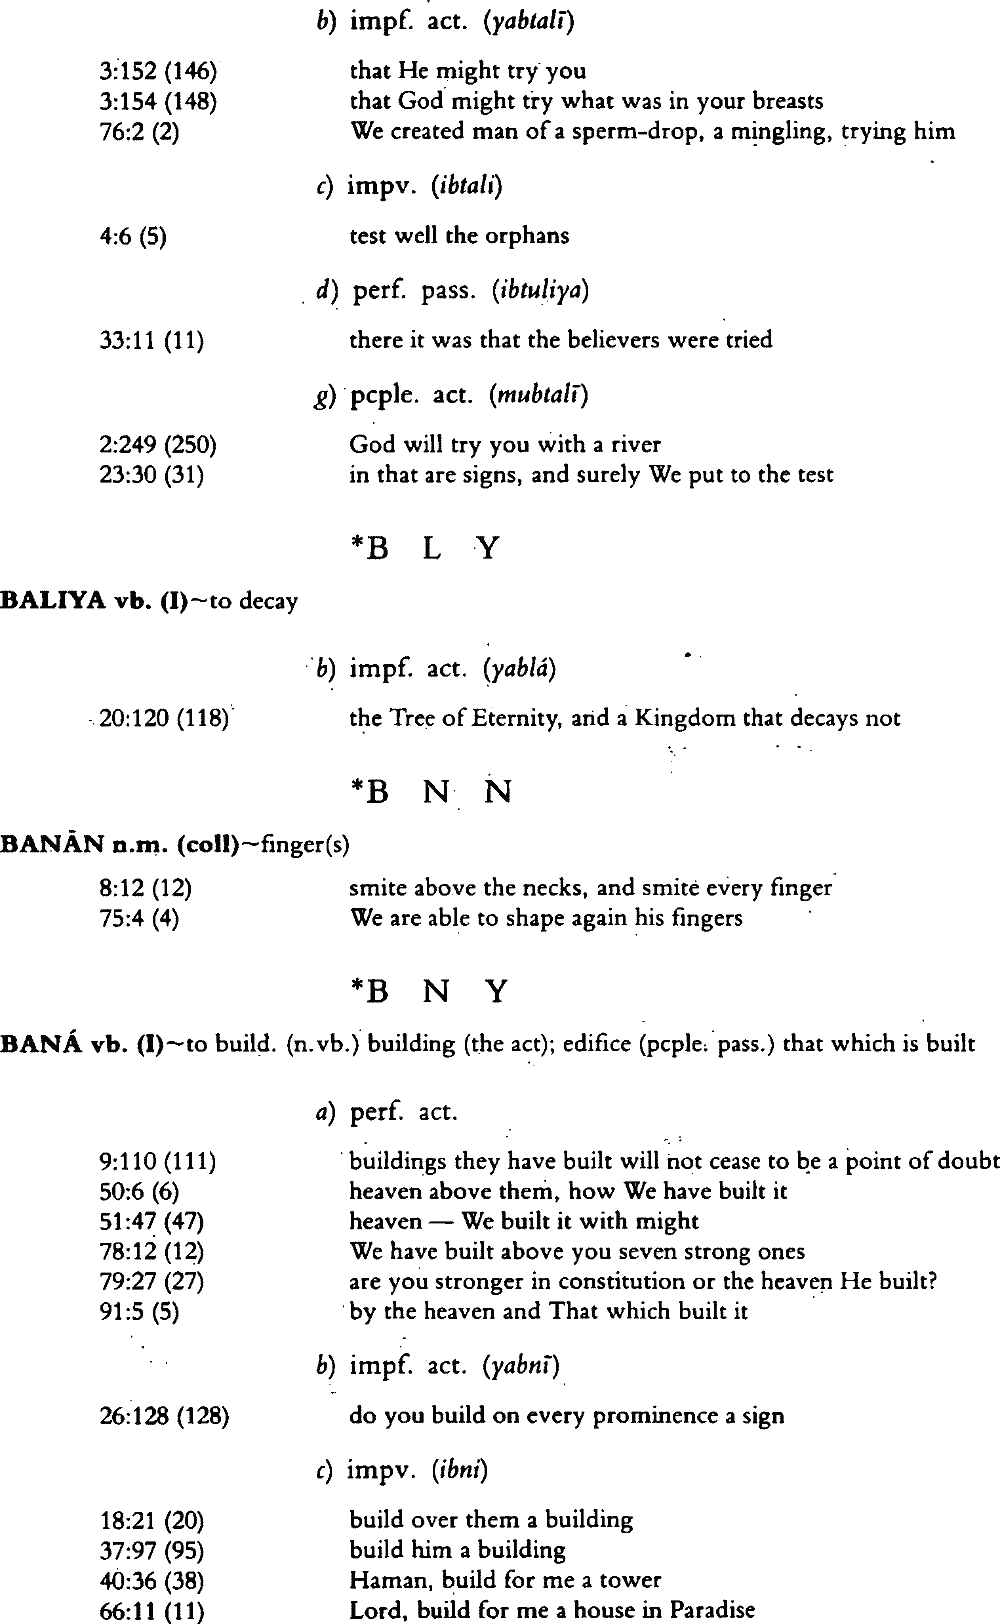 b) impf. act. (yabtalī)
3:152 (146) that He might try you
3:154 (148) that God might try what was in your breasts
76:2 (2) We created man of a sperm-drop, a mingling, trying him
c) impv. (ibtali)
4:6 (5) test well the orphans
d) perf. pass. (ibtuliya)
33:11 (11) there it was that the believers were tried
g) pcple. act. (mubtalī)
2:249 (250) God will try you with a river
23:30 (31) in that are signs, and surely We put to the test
*B L Y
BALIYA vb. (I)~to decay
b) impf. act. (yablá)
20:120 (118) the Tree of Eternity, and a Kingdom that decays not
*B N N
BANĀN n.m. (coll)~finger(s)
8:12 (12) smite above the necks, and smite every finger
75:4 (4) We are able to shape again his fingers
*B N Y
BANÁ vb. (I)~to build. (n.vb.) building (the act); edifice (pcple. pass.) that which is built
a) perf. act.
9:110 (111) buildings they have built will not cease to be a point of doubt
50:6 (6) heaven above them, how We have built it
51:47 (47) heaven — We built it with might
78:12 (12) We have built above you seven strong ones
79:27 (27) are you stronger in constitution or the heaven He built?
91:5 (5) by the heaven and That which built it
b) impf. act. (yabnī)
26:128 (128) do you build on every prominence a sign
c) impv. (ibni)
18:21 (20) build over them a building
37:97 (95) build him a building
40:36 (38) Haman, build for me a tower
66:11 (11) Lord, build for me a house in Paradise